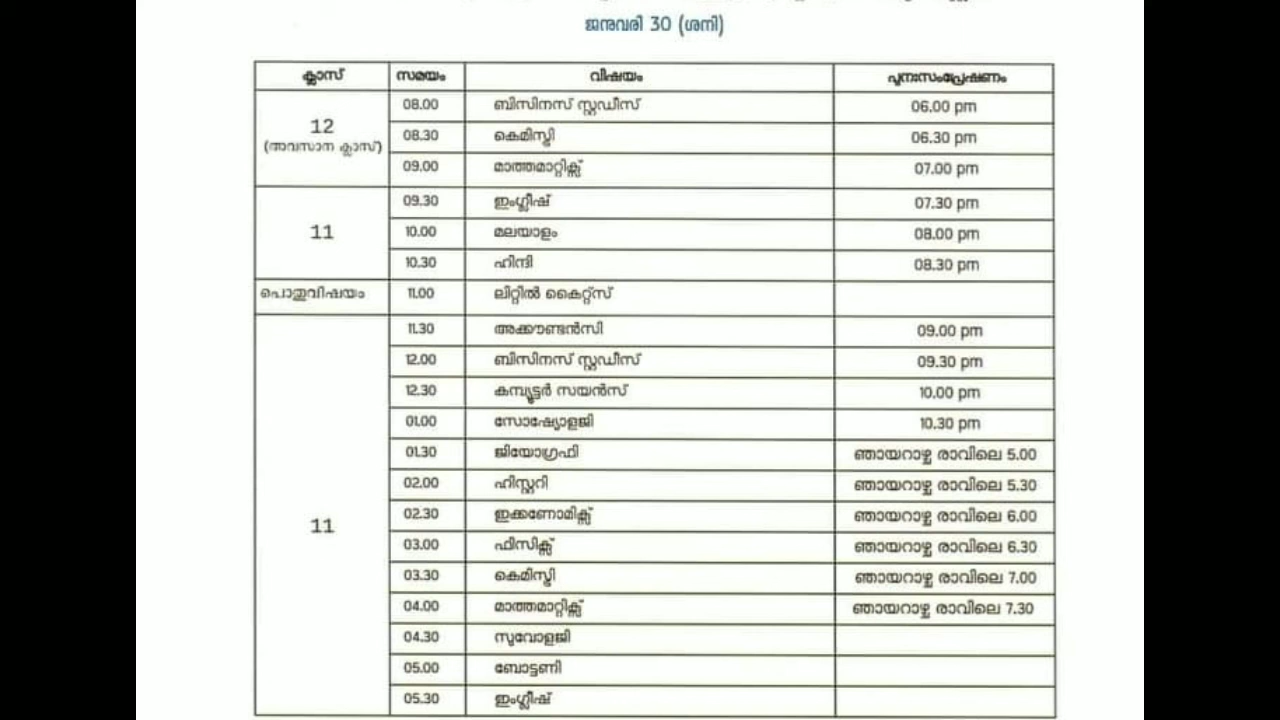 ജനുവരി 30 (ശനി)
ക്ലാസ് സമയം വിഷയം പുനഃസംപ്രേഷണം
12 (അവസാന ക്ലാസ്) 08.00 ബിസിനസ് സ്റ്റഡീസ് 06.00 pm
08.30 കെമിസ്ട്രി 06.30 pm
09.00 മാത്തമാറ്റിക്സ് 07.00 pm
11 09.30 ഇംഗ്ലീഷ് 07.30 pm
10.00 മലയാളം 08.00 pm
10.30 ഹിന്ദി 08.30 pm
പൊതുവിഷയം 11.00 ലിറ്റിൽ കൈറ്റ്സ്
11 11.30 അക്കൗണ്ടൻസി 09.00 pm
12.00 ബിസിനസ് സ്റ്റഡീസ് 09.30 pm
12.30 കമ്പ്യൂട്ടർ സയൻസ് 10.00 pm
01.00 സോഷ്യോളജി 10.30 pm
01.30 ജിയോഗ്രഫി ഞായറാഴ്ച രാവിലെ 5.00
02.00 ഹിസ്റ്ററി ഞായറാഴ്ച രാവിലെ 5.30
02.30 ഇക്കണോമിക്സ് ഞായറാഴ്ച രാവിലെ 6.00
03.00 ഫിസിക്സ് ഞായറാഴ്ച രാവിലെ 6.30
03.30 കെമിസ്ട്രി ഞായറാഴ്ച രാവിലെ 7.00
04.00 മാത്തമാറ്റിക്സ് ഞായറാഴ്ച രാവിലെ 7.30
04.30 സുവോളജി
05.00 ബോട്ടണി
05.30 ഇംഗ്ലീഷ്